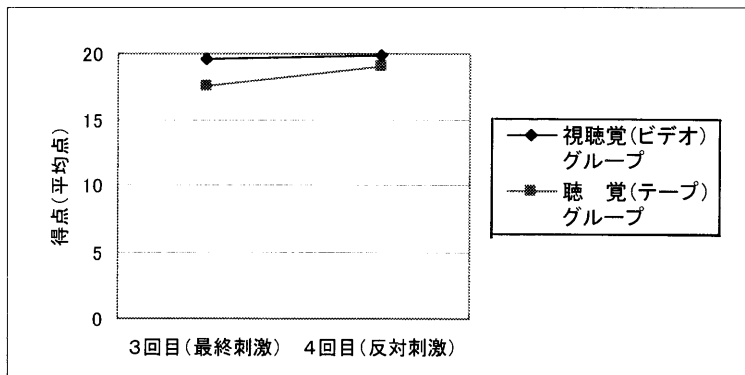 20
15
10
5
0
得点(平均点)
3回目(最終刺激) 4回目(反対刺激)
視聴覚(ビデオ)
グループ
聴 覚(テープ)
グループ